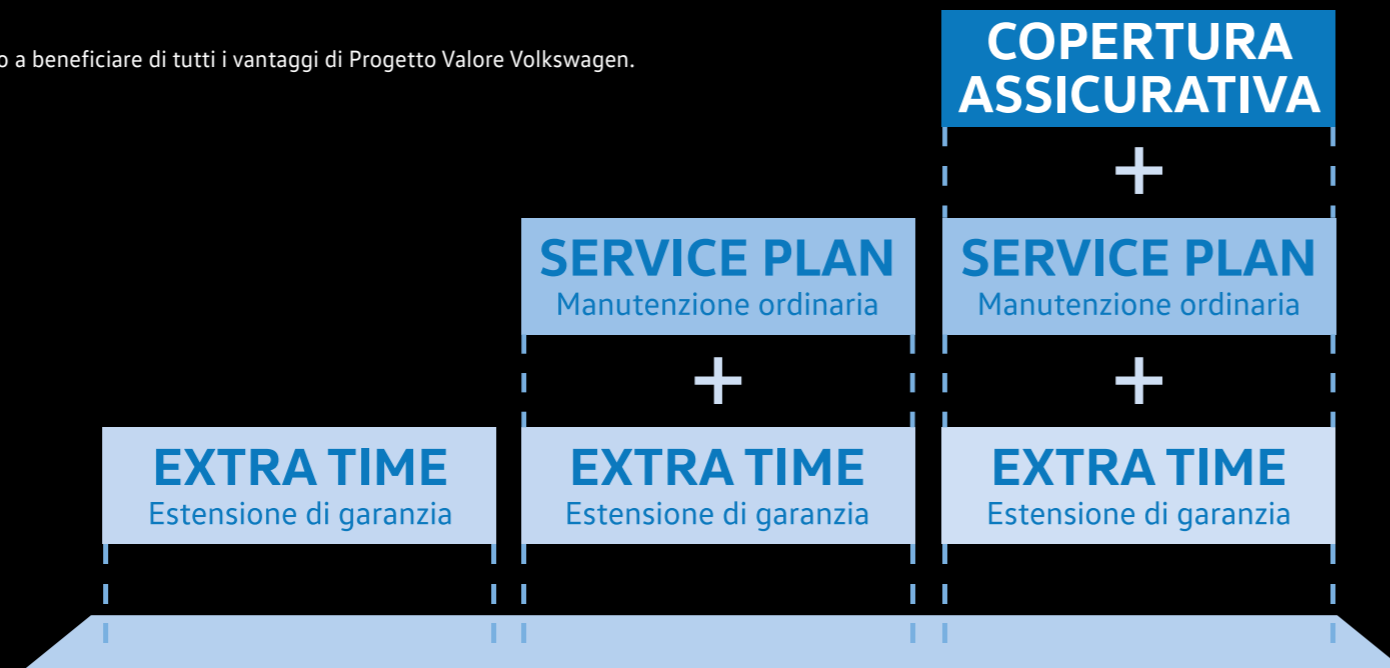 o a beneficiare di tutti i vantaggi di Progetto Valore Volkswagen.
COPERTURA
ASSICURATIVA
+
+
SERVICE PLAN
Manutenzione ordinaria
SERVICE PLAN
Manutenzione ordinaria
+
+
EXTRA TIME
Estensione di garanzia
EXTRA TIME
Estensione di garanzia
EXTRA TIME
Estensione di garanzia